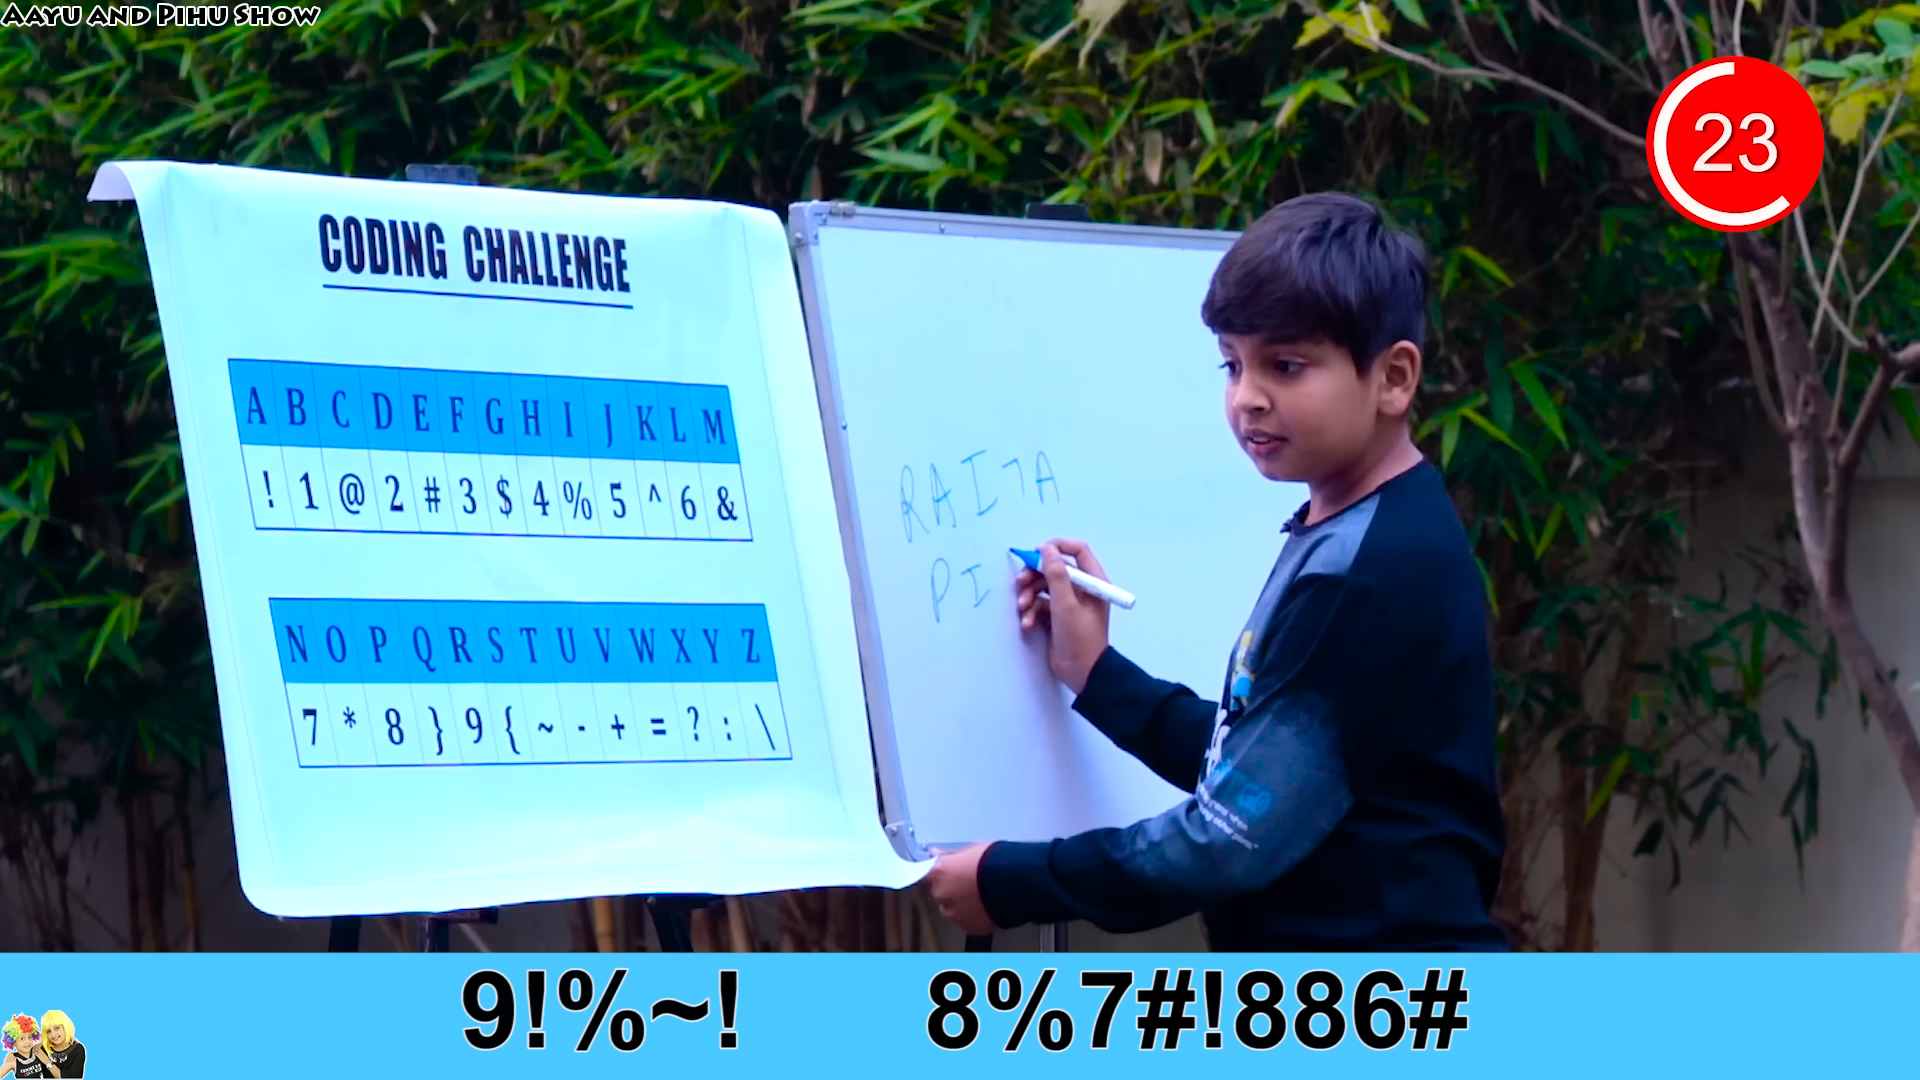 AAYU AND PIHU SHOW
23
CODING CHALLENGE
A B C D E F G H I J K L M
! 1 @ 2 # 3 $ 4 % 5 ^ 6 &
N O P Q R S T U V W X Y Z
7 * 8 } 9 { ~ - + = ? : \
RAITA
PI
9!%~! 8%7#!886#